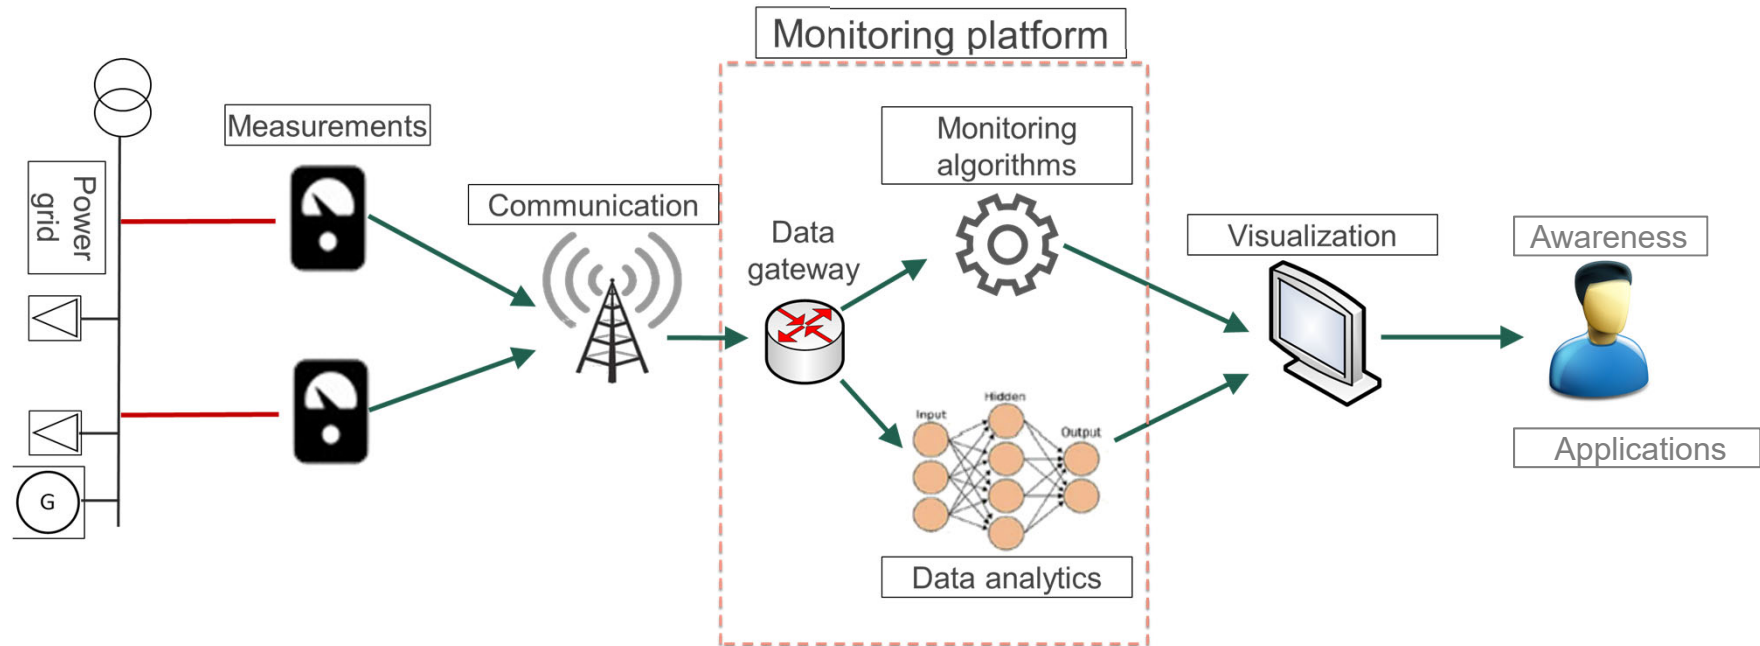 Monitoring platform
Measurements
Power
grid
G
Communication
Data
gateway
Monitoring
algorithms
Input
Hidden
Output
Data analytics
Visualization
Awareness
Applications